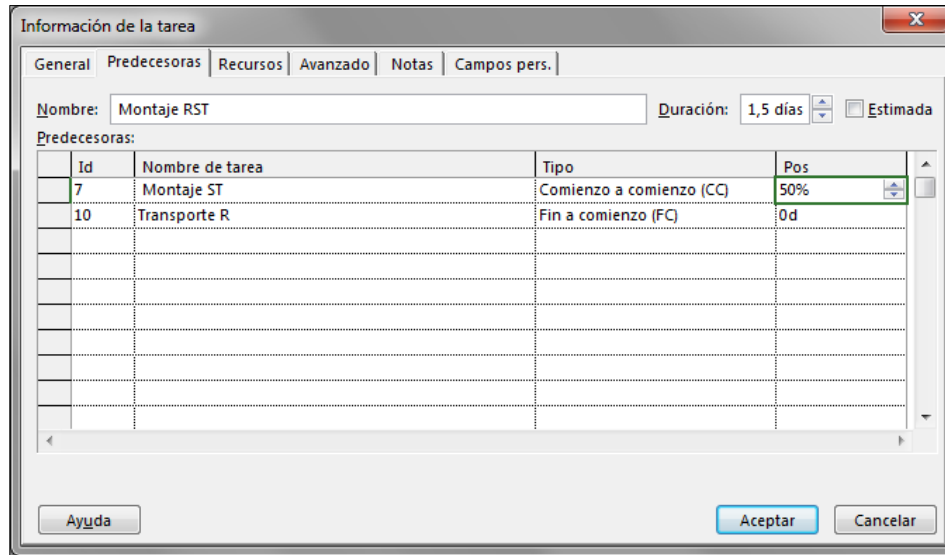 Información de la tarea
General Predecesoras Recursos Avanzado Notas Campos pers.
Nombre: Montaje RST Duración: 1,5 días Estimada
Predecesoras:
Id Nombre de tarea Tipo Pos
7 Montaje ST Comienzo a comienzo (CC) 50%
10 Transporte R Fin a comienzo (FC) 0d
Ayuda Aceptar Cancelar